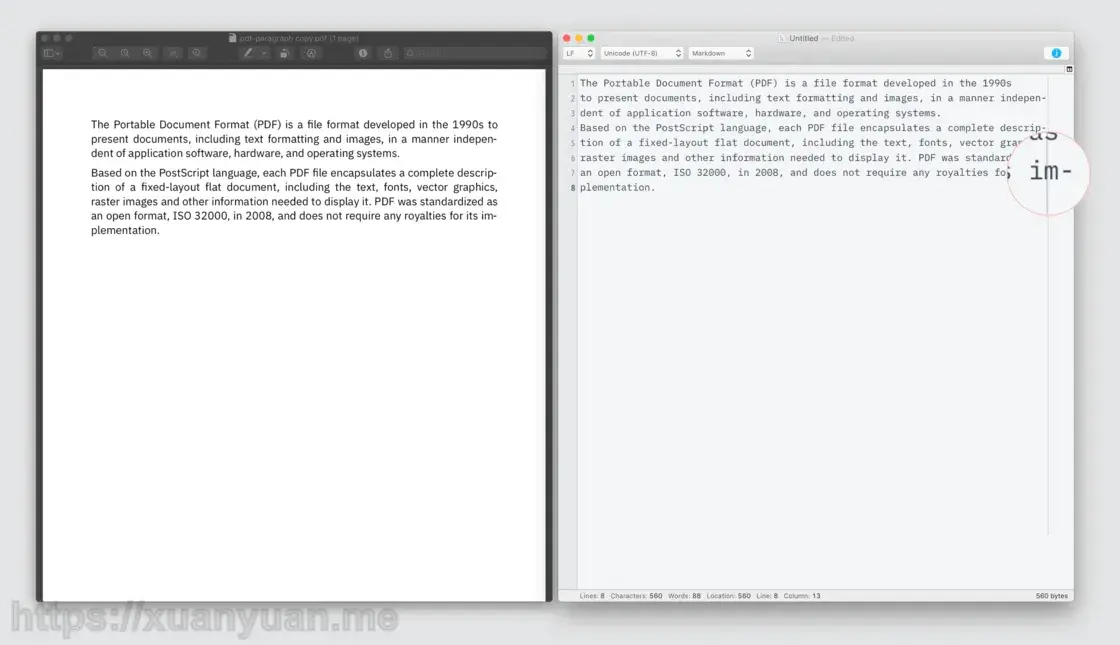 pdf-paragraph copy.pdf (1 page)
The Portable Document Format (PDF) is a file format developed in the 1990s to
present documents, including text formatting and images, in a manner indepen-
dent of application software, hardware, and operating systems.
Based on the PostScript language, each PDF file encapsulates a complete descrip-
tion of a fixed-layout flat document, including the text, fonts, vector graphics,
raster images and other information needed to display it. PDF was standardized as
an open format, ISO 32000, in 2008, and does not require any royalties for its im-
plementation.
Untitled — Edited
LF Unicode (UTF-8) Markdown
1 The Portable Document Format (PDF) is a file format developed in the 1990s
2 to present documents, including text formatting and images, in a manner indepen-
3 dent of application software, hardware, and operating systems.
4 Based on the PostScript language, each PDF file encapsulates a complete descrip-
5 tion of a fixed-layout flat document, including the text, fonts, vector
6 raster images and other information needed to display it. PDF was
7 an open format, ISO 32000, in 2008, and does not require any royalties
8 plementation.
as
im-
Lines: 8 Characters: 560 Words: 88 Location: 560 Line: 8 Column: 13
560 bytes
https://xuanyuan.me